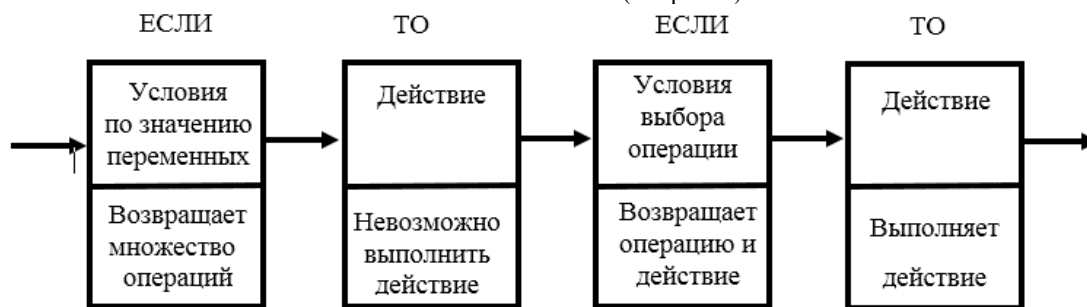 ЕСЛИ
ТО
ЕСЛИ
ТО
Условия
по значению
переменных
Возвращает
множество
операций
Действие
Невозможно
выполнить
действие
Условия
выбора
операции
Возвращает
операцию и
действие
Действие
Выполняет
действие